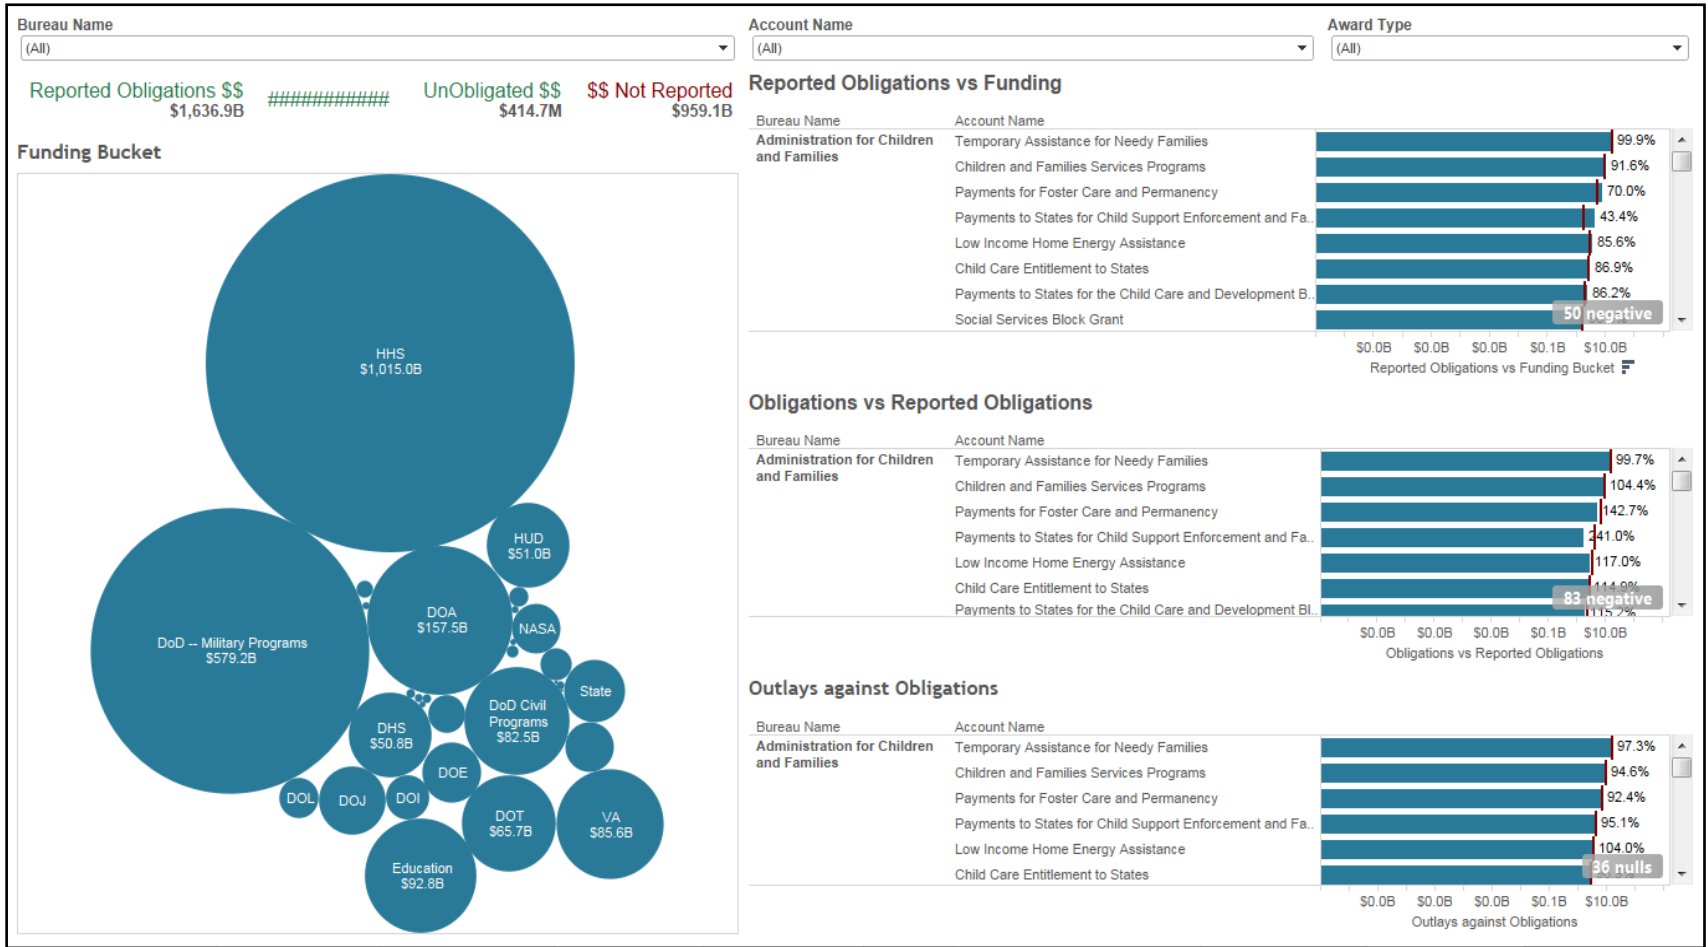 Bureau Name
(All)
Account Name
(All)
Award Type
(All)
Reported Obligations $$
$1,636.9B
###########
UnObligated $$
$414.7M
$$ Not Reported
$959.1B
Funding Bucket
HHS
$1,015.0B
HUD
$51.0B
DOA
$157.5B
NASA
DoD -- Military Programs
$579.2B
State
DoD Civil
Programs
$82.5B
DHS
$50.8B
DOE
DOL
DOJ
DOI
DOT
$65.7B
VA
$85.6B
Education
$92.8B
Reported Obligations vs Funding
Bureau Name
Account Name
Administration for Children
and Families
Temporary Assistance for Needy Families
99.9%
Children and Families Services Programs
91.6%
Payments for Foster Care and Permanency
70.0%
Payments to States for Child Support Enforcement and Fa..
43.4%
Low Income Home Energy Assistance
85.6%
Child Care Entitlement to States
86.9%
Payments to States for the Child Care and Development B..
86.2%
Social Services Block Grant
50 negative
$0.0B $0.0B $0.0B $0.1B $10.0B
Reported Obligations vs Funding Bucket
Obligations vs Reported Obligations
Bureau Name
Account Name
Administration for Children
and Families
Temporary Assistance for Needy Families
99.7%
Children and Families Services Programs
104.4%
Payments for Foster Care and Permanency
142.7%
Payments to States for Child Support Enforcement and Fa..
241.0%
Low Income Home Energy Assistance
117.0%
Child Care Entitlement to States
114.9%
Payments to States for the Child Care and Development Bl..
115.2%
83 negative
$0.0B $0.0B $0.0B $0.1B $10.0B
Obligations vs Reported Obligations
Outlays against Obligations
Bureau Name
Account Name
Administration for Children
and Families
Temporary Assistance for Needy Families
97.3%
Children and Families Services Programs
94.6%
Payments for Foster Care and Permanency
92.4%
Payments to States for Child Support Enforcement and Fa..
95.1%
Low Income Home Energy Assistance
104.0%
Child Care Entitlement to States
36 nulls
$0.0B $0.0B $0.0B $0.1B $10.0B
Outlays against Obligations